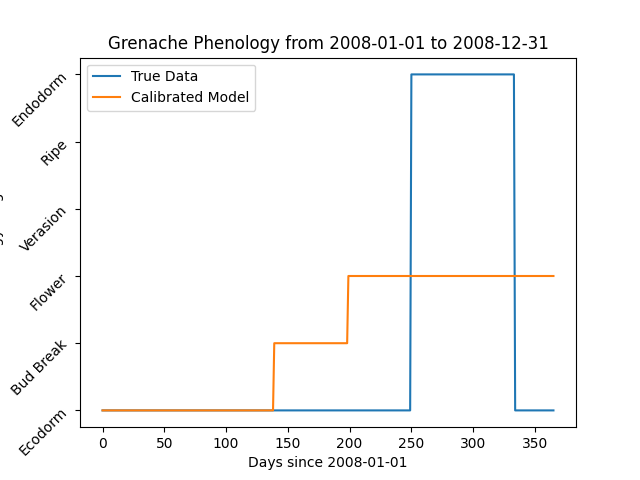 Grenache Phenology from 2008-01-01 to 2008-12-31
True Data
Calibrated Model
Endodorm
Ripe
Verasion
Flower
Bud Break
Ecodorm
0 50 100 150 200 250 300 350
Days since 2008-01-01